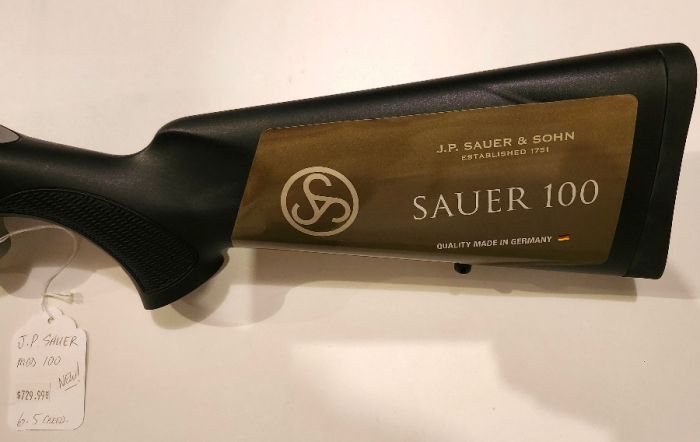 J.P. SAUER & SOHN
ESTABLISHED 1751
SAUER 100
QUALITY MADE IN GERMANY
J.P SAUER
MOD 100
NEW!
$729.99
6.5 CREED.